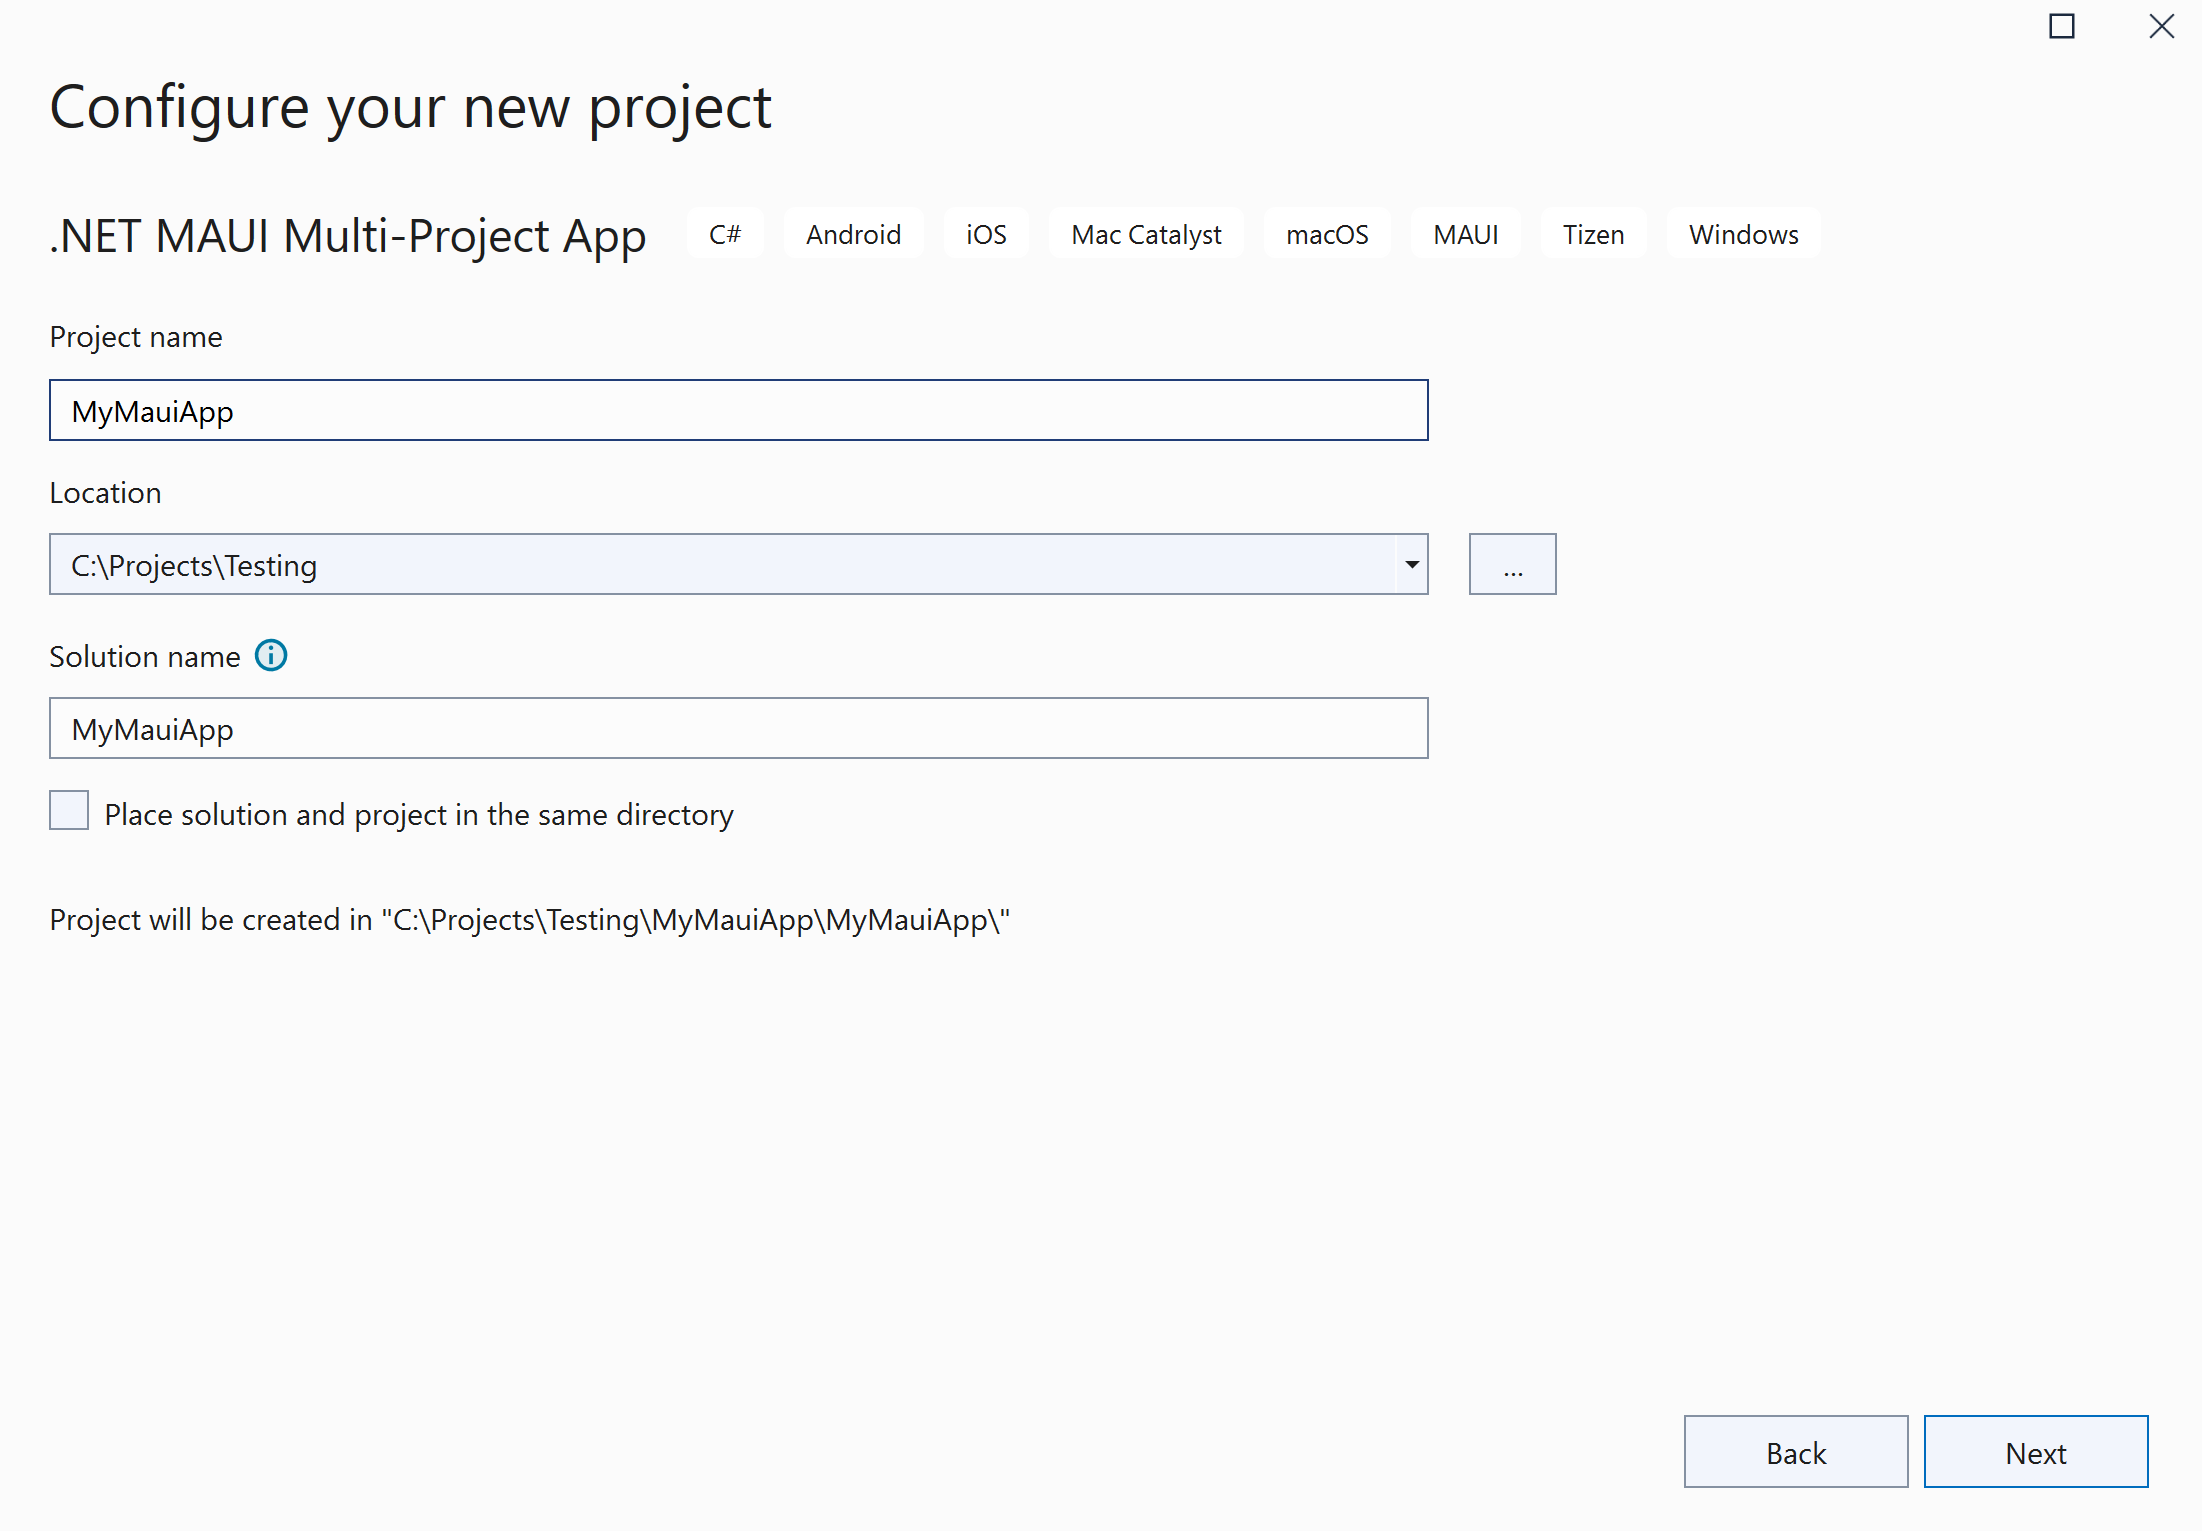 Configure your new project
.NET MAUI Multi-Project App C# Android iOS Mac Catalyst macOS MAUI Tizen Windows
Project name
MyMauiApp
Location
C:\Projects\Testing ...
Solution name
MyMauiApp
Place solution and project in the same directory
Project will be created in "C:\Projects\Testing\MyMauiApp\MyMauiApp\"
Back Next